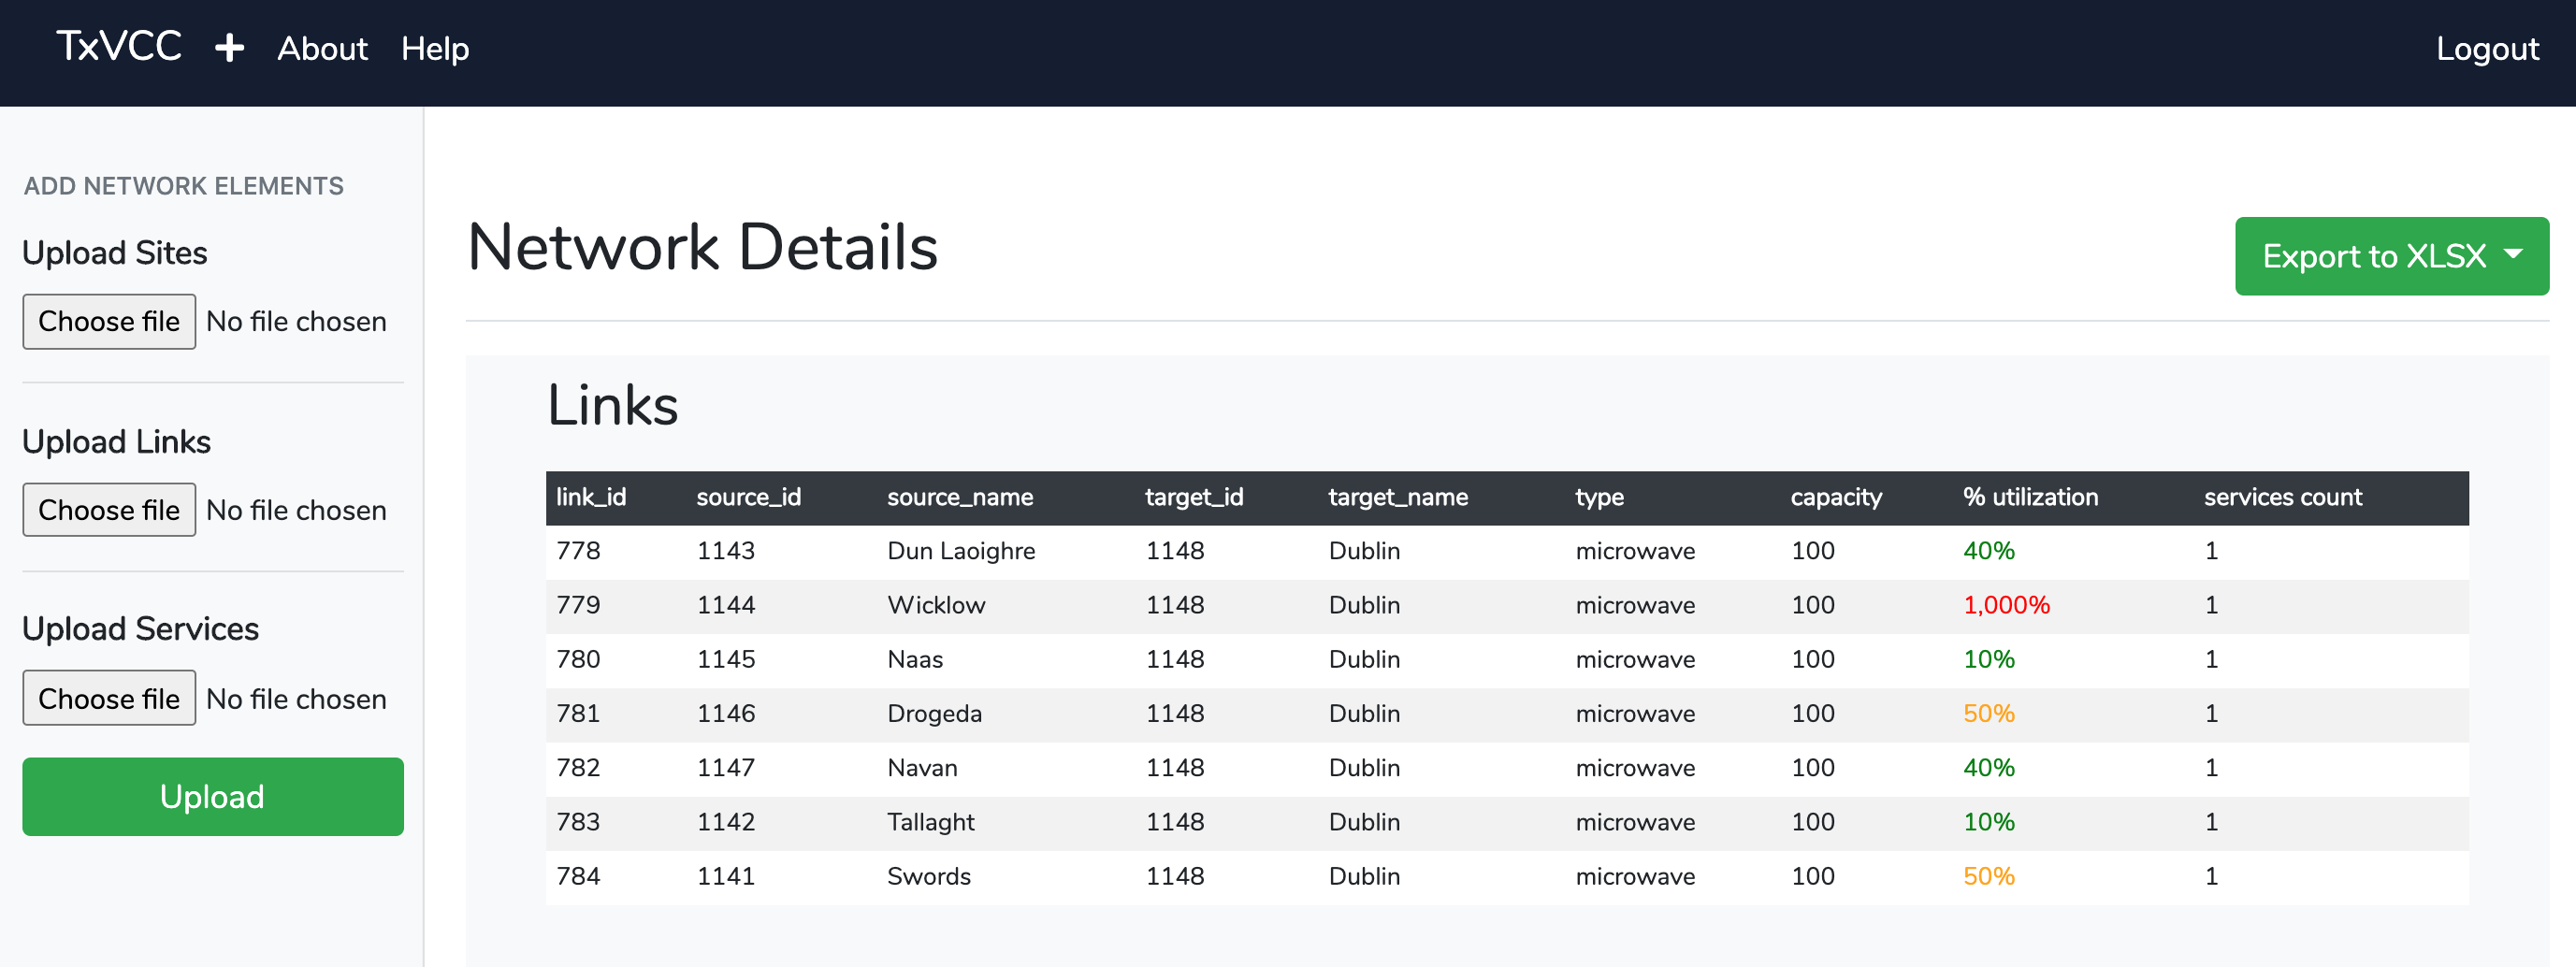 TxVCC + About Help Logout
ADD NETWORK ELEMENTS
Upload Sites
Choose file No file chosen
Upload Links
Choose file No file chosen
Upload Services
Choose file No file chosen
Upload
Network Details
Export to XLSX
Links
link_id source_id source_name target_id target_name type capacity % utilization services count
778 1143 Dun Laoighre 1148 Dublin microwave 100 40% 1
779 1144 Wicklow 1148 Dublin microwave 100 1,000% 1
780 1145 Naas 1148 Dublin microwave 100 10% 1
781 1146 Drogeda 1148 Dublin microwave 100 50% 1
782 1147 Navan 1148 Dublin microwave 100 40% 1
783 1142 Tallaght 1148 Dublin microwave 100 10% 1
784 1141 Swords 1148 Dublin microwave 100 50% 1